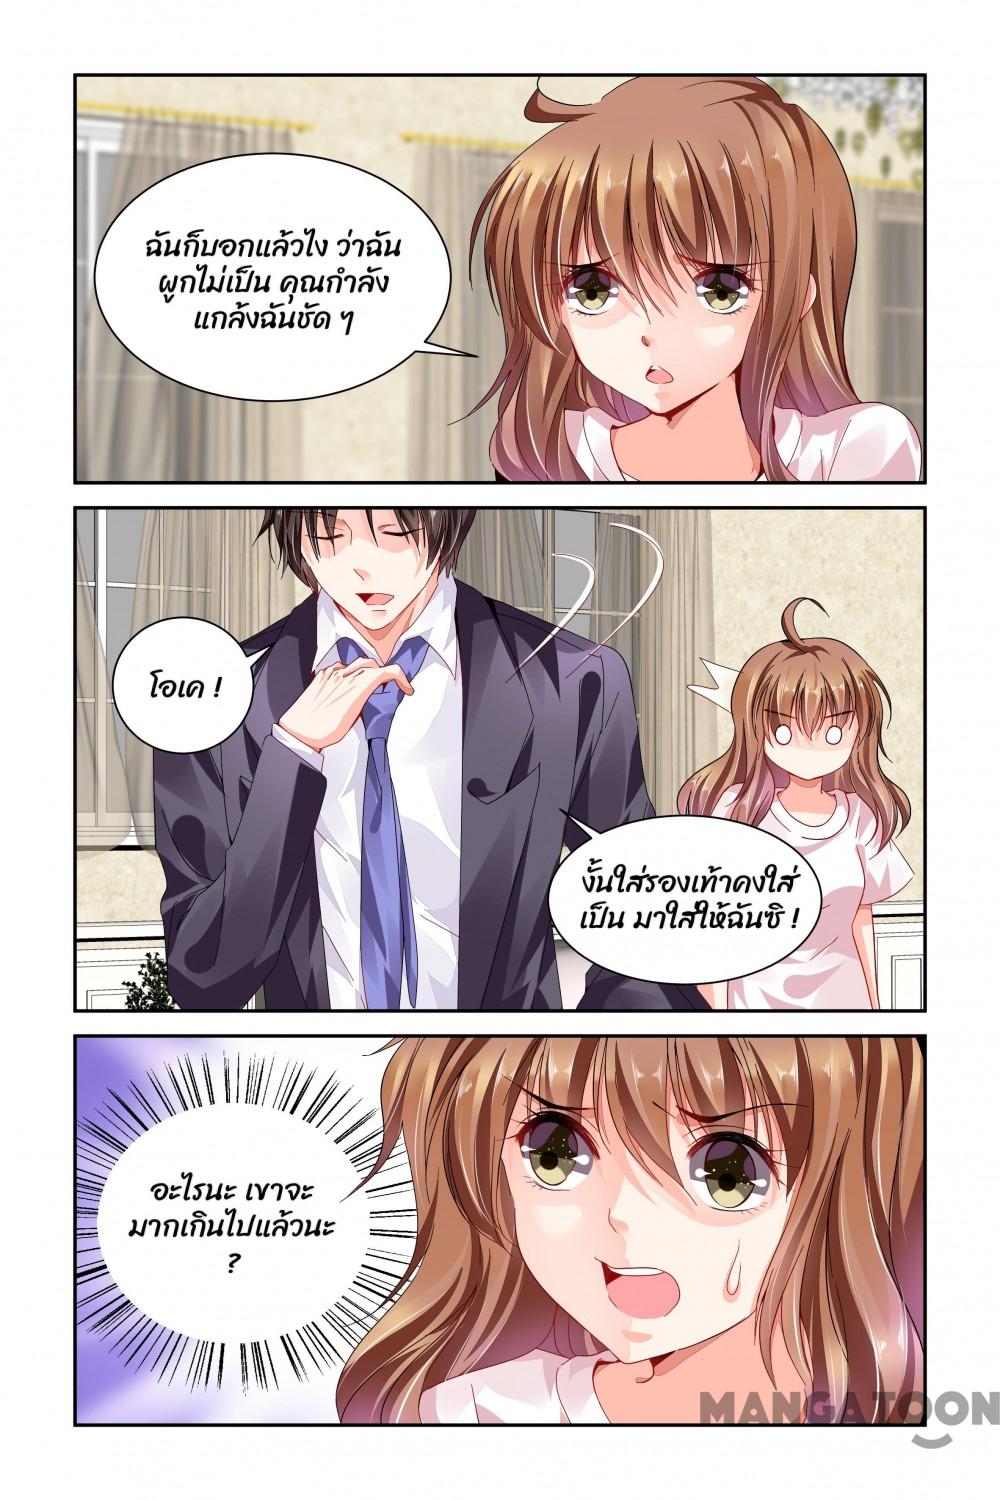 ฉันก็บอกแล้วไง ว่าฉัน
ผูกไม่เป็น คุณกำลัง
แกล้งฉันชัด ๆ
โอเค !
งั้นใส่รองเท้าคงใส่
เป็น มาใส่ให้ฉันซิ !
อะไรนะ เขาจะ
มากเกินไปแล้วนะ
?
MANGATOON